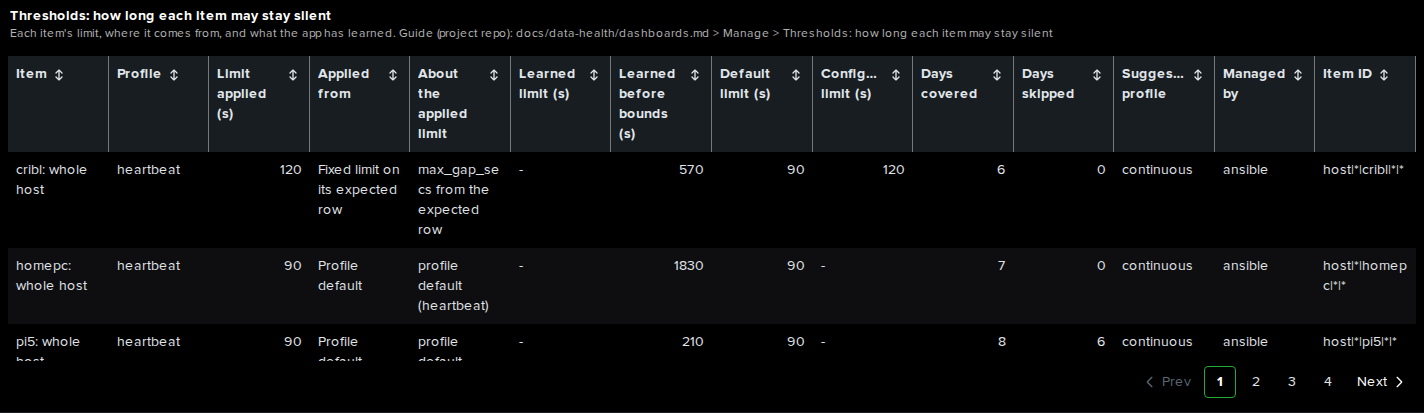 Thresholds: how long each item may stay silent
Each item's limit, where it comes from, and what the app has learned. Guide (project repo): docs/data-health/dashboards.md > Manage > Thresholds: how long each item may stay silent
Item
Profile
Limit applied (s)
Applied from
About the applied limit
Learned limit (s)
Learned before bounds (s)
Default limit (s)
Config... limit (s)
Days covered
Days skipped
Sugges... profile
Managed by
Item ID
cribl: whole host
heartbeat
120
Fixed limit on its expected row
max_gap_secs from the expected row
-
570
90
120
6
0
continuous
ansible
host|*|cribl|*|*
homepc: whole host
heartbeat
90
Profile default
profile default (heartbeat)
-
1830
90
-
7
0
continuous
ansible
host|*|homepc|*|*
pi5: whole host
heartbeat
90
Profile default
profile default
-
210
90
-
8
6
continuous
ansible
host|*|pi5|*|*
Prev 1 2 3 4 Next